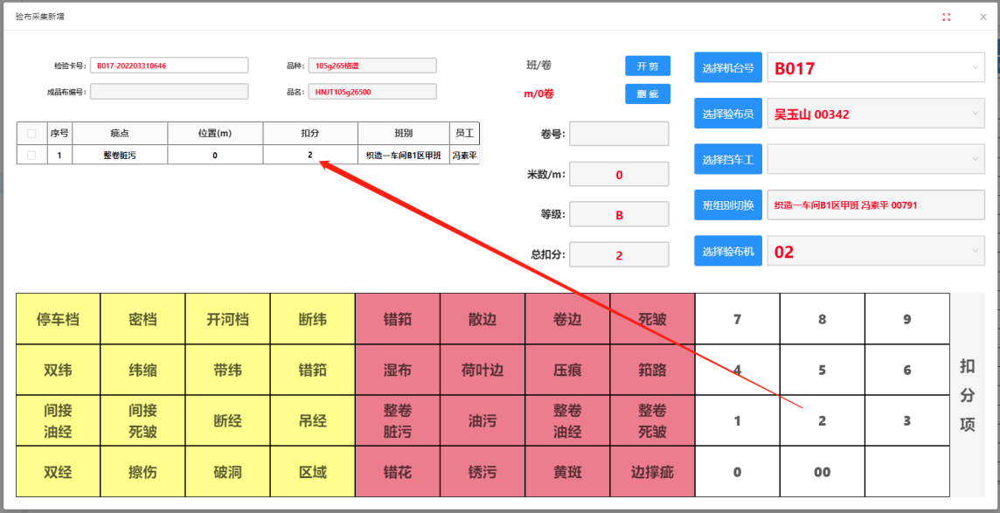 验布采集新增
检验卡号: B017-202203310646
品种: 105g265格谱
班/卷
开 剪
选择机台号
B017
成品布编号:
品名: HNJT105g26500
m/0卷
删 疵
选择验布员
吴玉山 00342
序号 疵点 位置(m) 扣分 班别 员工
1 整卷脏污 0 2 织造一车间B1区甲班 冯素平
卷号:
选择挡车工
米数/m: 0
班组别切换
织造一车间B1区甲班 冯素平 00791
等级: B
选择验布机
02
总扣分: 2
停车档 密档 开河档 断纬 错筘 散边 卷边 死皱 7 8 9
双纬 纬缩 带纬 错筘 湿布 荷叶边 压痕 筘路 4 5 6
间接油经 间接死皱 断经 吊经 整卷脏污 油污 整卷油经 整卷死皱 1 2 3
双经 擦伤 破洞 区域 错花 锈污 黄斑 边撑疵 0 00
扣分项